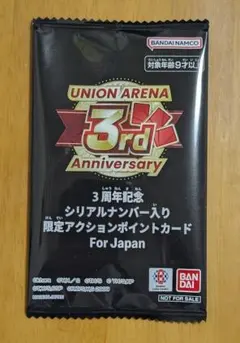 BANDAI NAMCO
対象年齢9才以上
UNION ARENA
3rd
Anniversary
3周年記念
シリアルナンバー入り
限定アクションポイントカード
For Japan
BAN
DAI
NOT FOR SALE